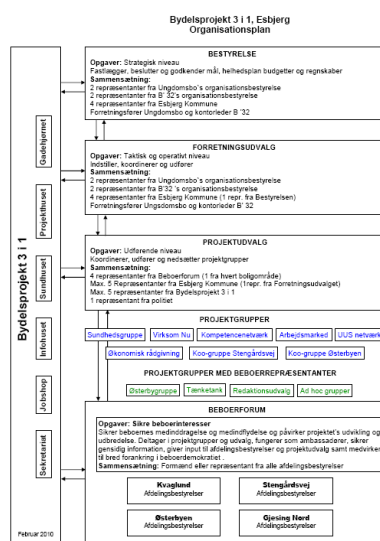 Bydelsprojekt 3 i 1, Esbjerg
Organisationsplan
BESTYRELSE
Opgaver: Strategisk niveau
Fastlægger, beslutter og godkender mål, helhedsplan budgetter og regnskaber
Sammensætning:
2 repræsentanter fra Ungdomsbo's organisationsbestyrelse
2 repræsentanter fra B' 32's organisationsbestyrelse
4 repræsentanter fra Esbjerg Kommune
Forretningsfører Ungdomsbo og kontorleder B '32
FORRETNINGSUDVALG
Opgaver: Taktisk og operativt niveau
Indstiller, koordinerer og udfører
Sammensætning:
2 repræsentanter fra Ungdomsbo's organisationsbestyrelse
2 repræsentanter fra B'32 's organisationsbestyrelse
4 repræsentanter fra Esbjerg Kommune (1 repr. fra Bestyrelsen)
Forretningsfører Ungdomsbo og kontorleder B' 32
PROJEKTUDVALG
Opgaver: Udførende niveau
Koordinerer, udfører og nedsætter projektgrupper
Sammensætning:
4 repræsentanter fra Beboerforum (1 fra hvert boligområde)
Max. 5 Repræsentanter fra Esbjerg Kommune (1repr. fra Forretningsudvalget)
Max. 5 repræsentanter fra Bydelsprojekt 3 i 1
1 repræsentant fra politiet
PROJEKTGRUPPER
Sundhedsgruppe
Virksom Nu
Kompetencenetværk
Arbejdsmarked
UUS netværk
Økonomisk rådgivning
Koo-gruppe Stengårdsvej
Koo-gruppe Østerbyen
PROJEKTGRUPPER MED BEBOERREPRÆSENTANTER
Østerbygruppe
Tænketank
Redaktionsudvalg
Ad hoc grupper
BEBOERFORUM
Opgaver: Sikre beboerinteresser
Sikrer beboernes medinddragelse og medindflydelse og påvirker projektet's udvikling og
udbredelse. Deltager i projektgrupper og udvalg, fungerer som ambassadører, sikrer
gensidig information, giver input til afdelingsbestyrelser og projektudvalg samt medvirker
til bred forankring i beboerdemokratiet .
Sammensætning: Formænd eller repræsentant fra alle afdelingsbestyrelser
Kvaglund
Afdelingsbestyrelser
Stengårdsvej
Afdelingsbestyrelser
Østerbyen
Afdelingsbestyrelser
Gjesing Nord
Afdelingsbestyrelser
Bydelsprojekt 3 i 1
Gadehjørnet
Projekthuset
Sundhuset
Infohuset
Jobshop
Sekretariat
Februar 2010